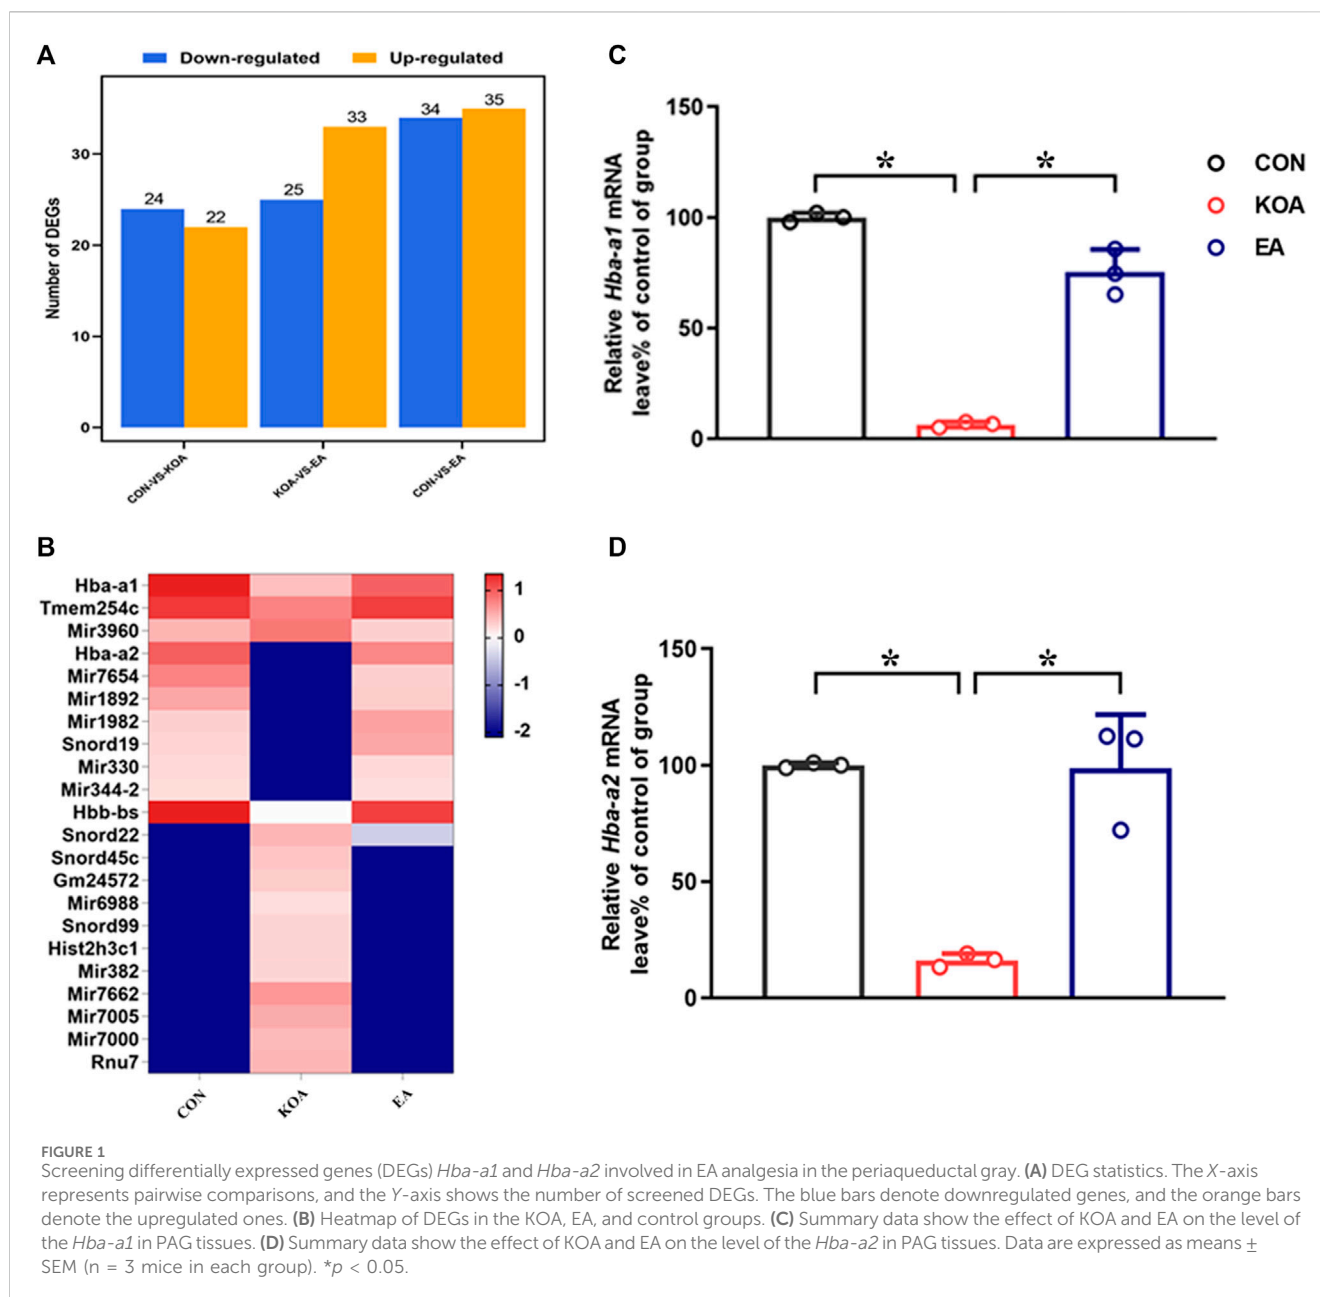 A
Down-regulated
Up-regulated
Number of DEGs
30
20
10
0
24
22
25
33
34
35
CON-VS-KOA
KOA-VS-EA
CON-VS-EA
B
Hba-a1
Tmem254c
Mir3960
Hba-a2
Mir7654
Mir1892
Mir1982
Snord19
Mir330
Mir344-2
Hbb-bs
Snord22
Snord45c
Gm24572
Mir6988
Snord99
Hist2h3c1
Mir382
Mir7662
Mir7005
Mir7000
Rnu7
CON
KOA
EA
1
0
-1
-2
C
Relative Hba-a1 mRNA
leave% of control of group
150
100
50
0
*
*
CON
KOA
EA
D
Relative Hba-a2 mRNA
leave% of control of group
150
100
50
0
*
*
FIGURE 1
Screening differentially expressed genes (DEGs) Hba-a1 and Hba-a2 involved in EA analgesia in the periaqueductal gray. (A) DEG statistics. The X-axis
represents pairwise comparisons, and the Y-axis shows the number of screened DEGs. The blue bars denote downregulated genes, and the orange bars
denote the upregulated ones. (B) Heatmap of DEGs in the KOA, EA, and control groups. (C) Summary data show the effect of KOA and EA on the level of
the Hba-a1 in PAG tissues. (D) Summary data show the effect of KOA and EA on the level of the Hba-a2 in PAG tissues. Data are expressed as means ±
SEM (n = 3 mice in each group). *p < 0.05.